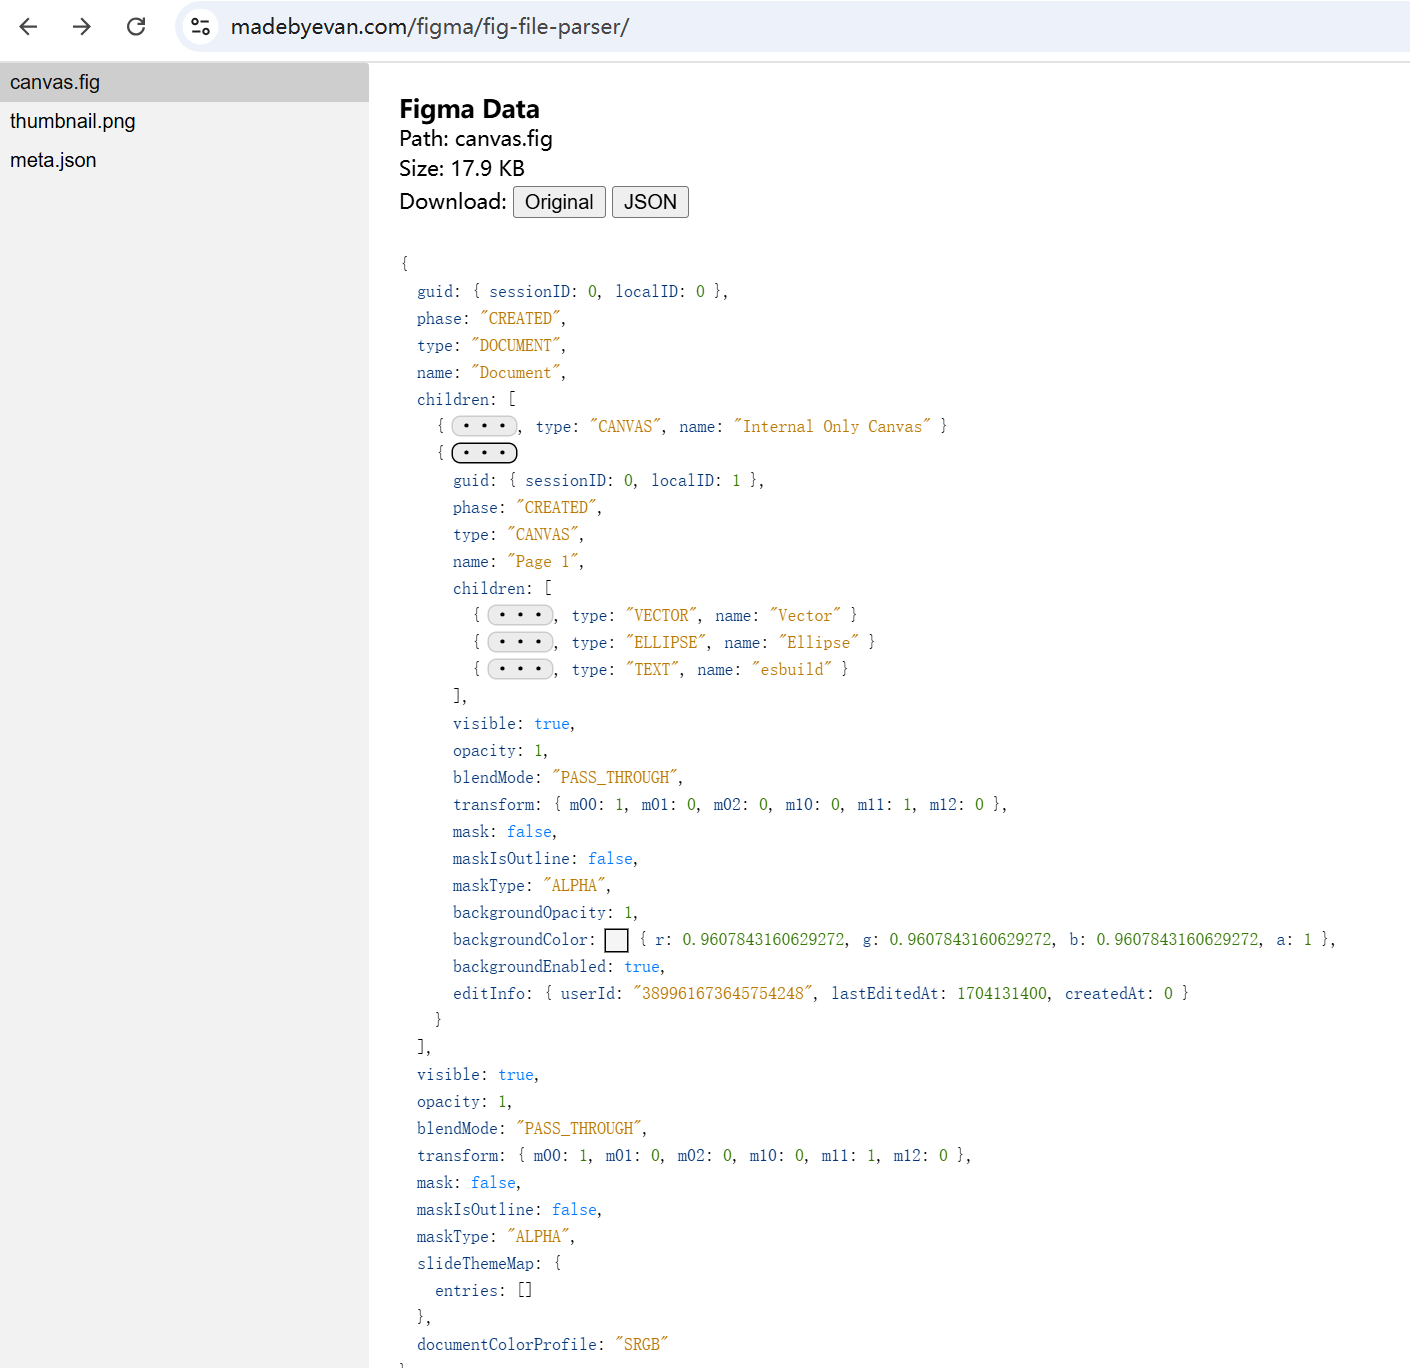 madebyevan.com/figma/fig-file-parser/
canvas.fig
thumbnail.png
meta.json
Figma Data
Path: canvas.fig
Size: 17.9 KB
Download: Original JSON
{
guid: { sessionID: 0, localID: 0 },
phase: "CREATED",
type: "DOCUMENT",
name: "Document",
children: [
{ •••, type: "CANVAS", name: "Internal Only Canvas" }
{ •••
guid: { sessionID: 0, localID: 1 },
phase: "CREATED",
type: "CANVAS",
name: "Page 1",
children: [
{ •••, type: "VECTOR", name: "Vector" }
{ •••, type: "ELLIPSE", name: "Ellipse" }
{ •••, type: "TEXT", name: "esbuild" }
],
visible: true,
opacity: 1,
blendMode: "PASS_THROUGH",
transform: { m00: 1, m01: 0, m02: 0, m10: 0, m11: 1, m12: 0 },
mask: false,
maskIsOutline: false,
maskType: "ALPHA",
backgroundOpacity: 1,
backgroundColor: { r: 0.9607843160629272, g: 0.9607843160629272, b: 0.9607843160629272, a: 1 },
backgroundEnabled: true,
editInfo: { userId: "389961673645754248", lastEditedAt: 1704131400, createdAt: 0 }
}
],
visible: true,
opacity: 1,
blendMode: "PASS_THROUGH",
transform: { m00: 1, m01: 0, m02: 0, m10: 0, m11: 1, m12: 0 },
mask: false,
maskIsOutline: false,
maskType: "ALPHA",
slideThemeMap: {
entries: []
},
documentColorProfile: "SRGB"